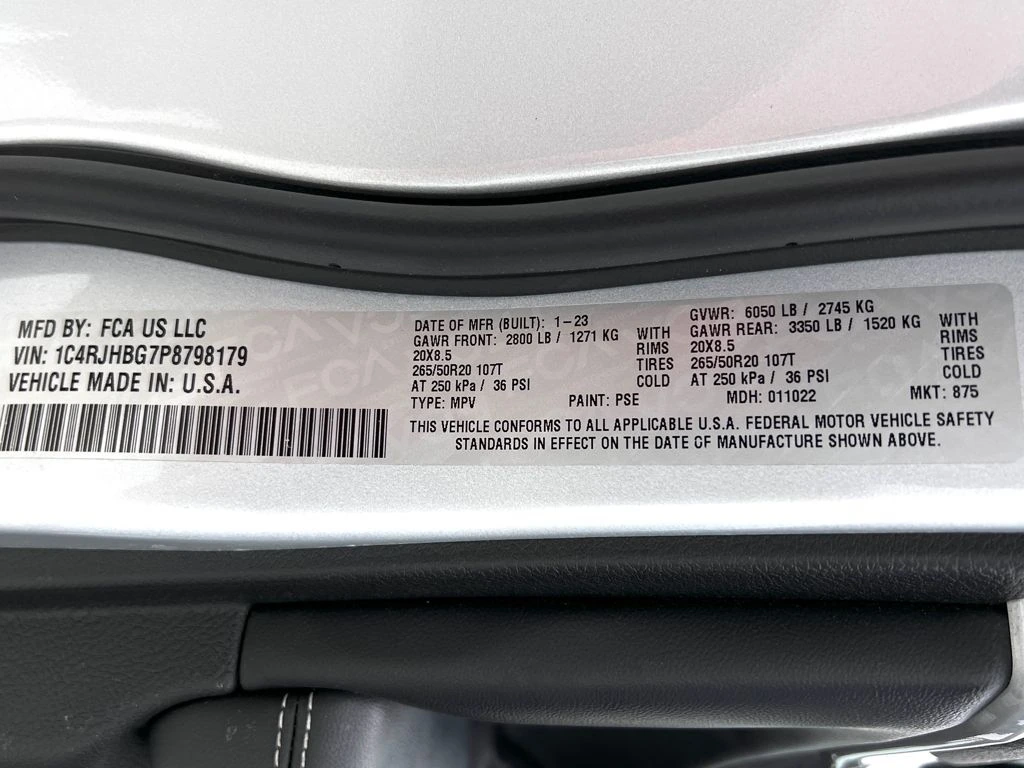 MFD BY: FCA US LLC
VIN: 1C4RJHBG7P8798179
VEHICLE MADE IN: U.S.A.
DATE OF MFR (BUILT): 1-23
GAWR FRONT: 2800 LB / 1271 KG WITH
20X8.5 RIMS
265/50R20 107T TIRES
AT 250 kPa / 36 PSI COLD
GVWR: 6050 LB / 2745 KG
GAWR REAR: 3350 LB / 1520 KG WITH
20X8.5 RIMS
265/50R20 107T TIRES
AT 250 kPa / 36 PSI COLD
TYPE: MPV PAINT: PSE MDH: 011022 MKT: 875
THIS VEHICLE CONFORMS TO ALL APPLICABLE U.S.A. FEDERAL MOTOR VEHICLE SAFETY
STANDARDS IN EFFECT ON THE DATE OF MANUFACTURE SHOWN ABOVE.